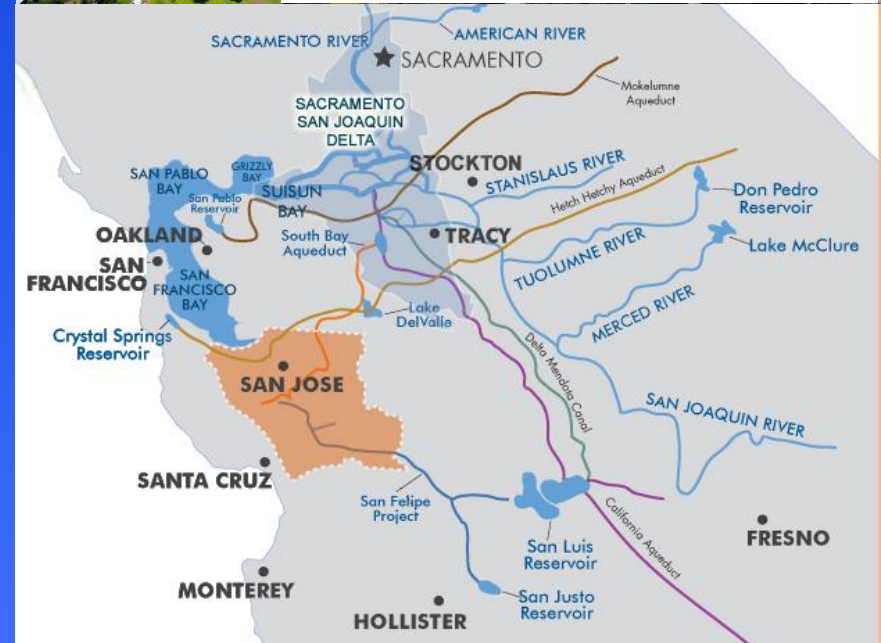 SACRAMENTO RIVER
AMERICAN RIVER
SACRAMENTO
Mokelumne
Aqueduct
SACRAMENTO
SAN JOAQUIN
DELTA
STOCKTON
STANISLAUS RIVER
GRIZZLY
BAY
SAN PABLO
BAY
SUISUN
BAY
San Pablo
Reservoir
Hetch Hetchy Aqueduct
Don Pedro
Reservoir
OAKLAND
South Bay
Aqueduct
TRACY
Lake McClure
SAN
FRANCISCO
SAN
FRANCISCO
BAY
TUOLUMNE RIVER
MERCED RIVER
Crystal Springs
Reservoir
Lake
DelValle
Delta Mendota Canal
SAN JOSE
SAN JOAQUIN RIVER
SANTA CRUZ
San Felipe
Project
California Aqueduct
San Luis
Reservoir
FRESNO
MONTEREY
San Justo
Reservoir
HOLLISTER